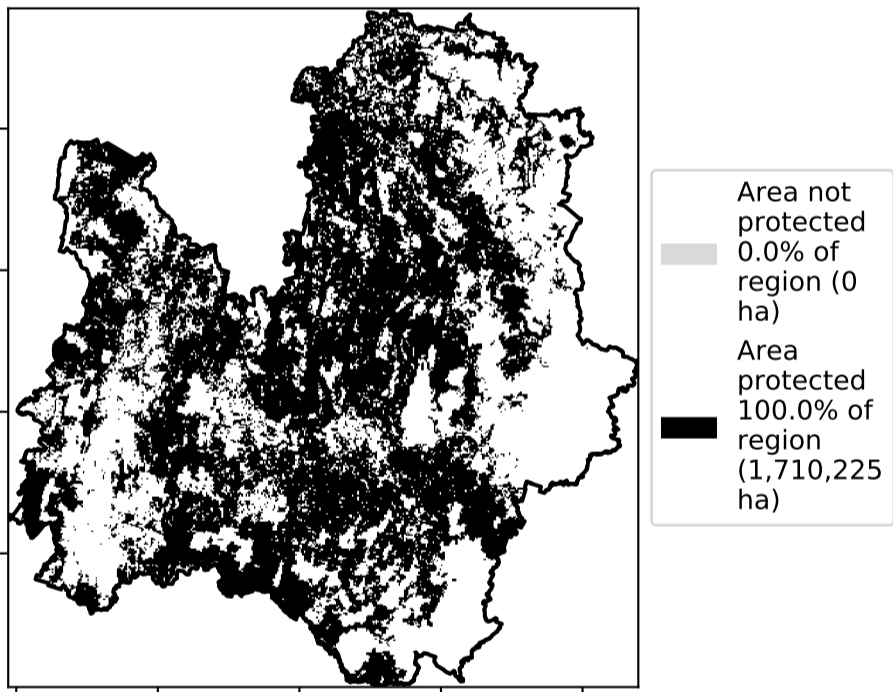 Area not
protected
0.0% of
region (0
ha)
Area
protected
100.0% of
region
(1,710,225
ha)